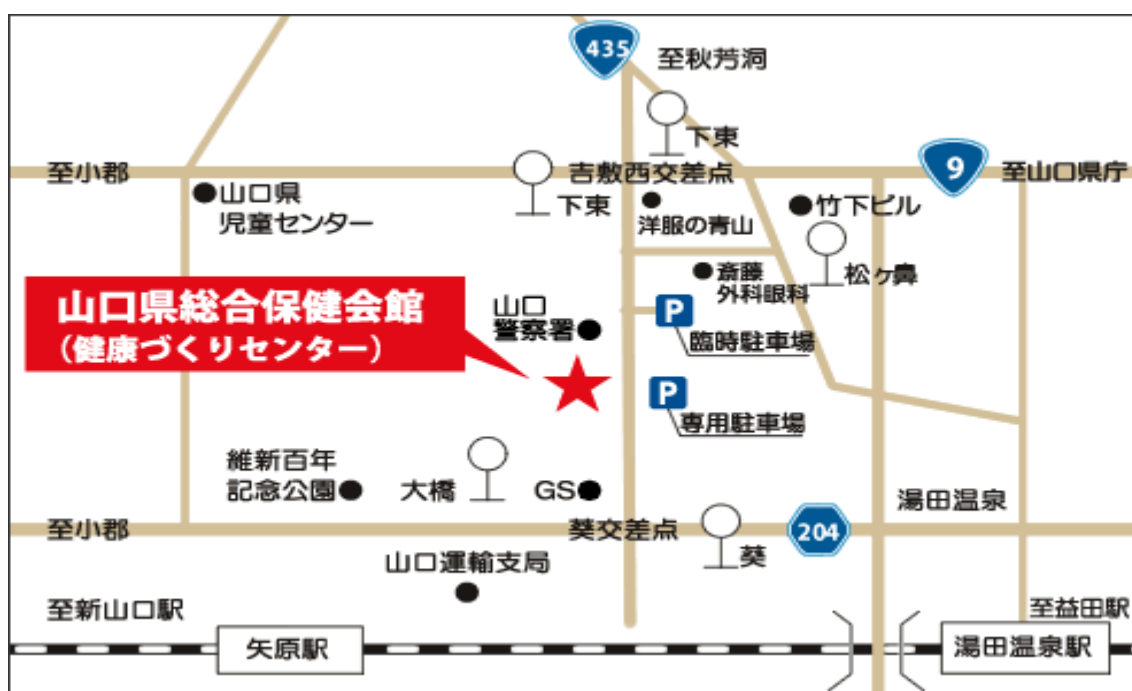 435
至秋芳洞
下東
至小郡
吉敷西交差点
9
至山口県庁
山口県
児童センター
下東
洋服の青山
竹下ビル
斎藤
外科眼科
松ヶ鼻
山口県総合保健会館
(健康づくりセンター)
山口
警察署
P
臨時駐車場
P
専用駐車場
維新百年
記念公園
大橋
GS
湯田温泉
至小郡
葵交差点
204
葵
山口運輸支局
至新山口駅
至益田駅
矢原駅
湯田温泉駅